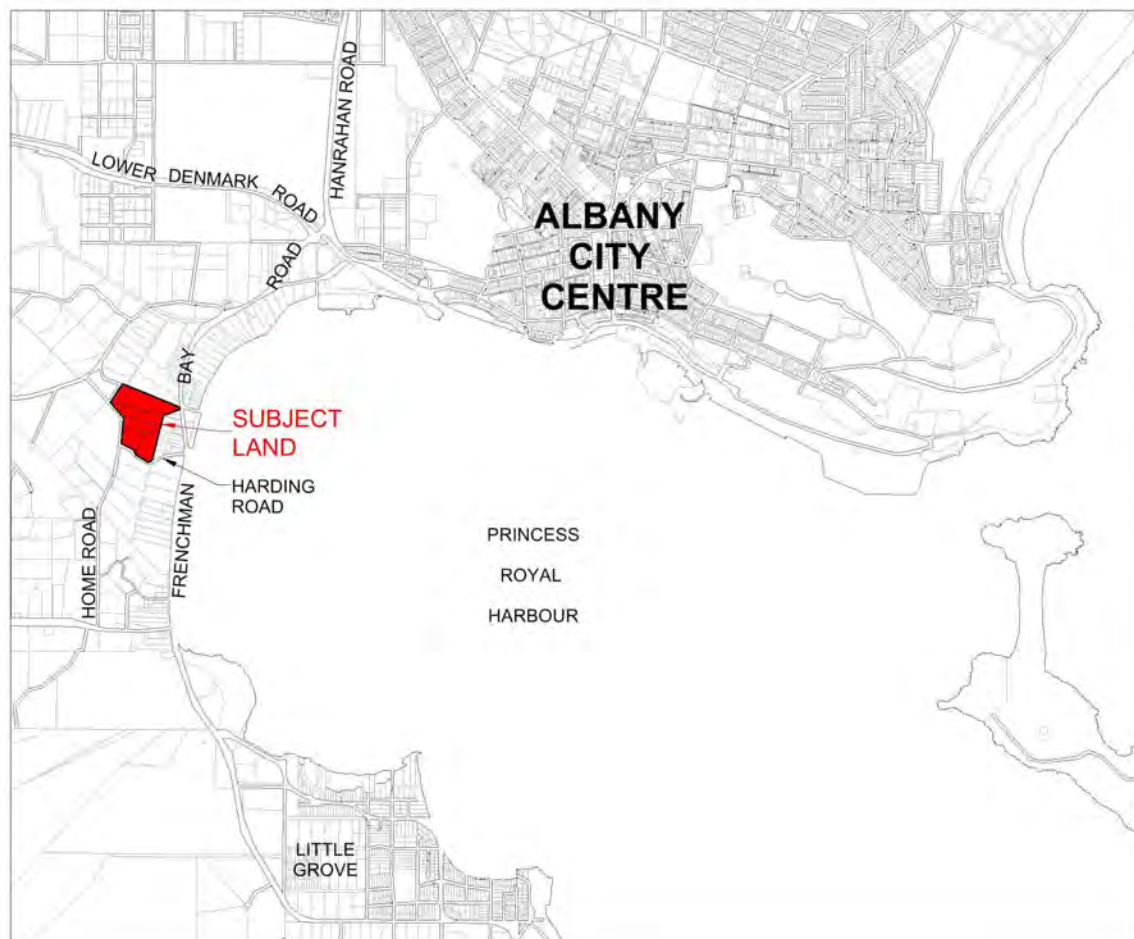 HANRAHAN ROAD
LOWER DENMARK ROAD
ALBANY
CITY
CENTRE
FRENCHMAN BAY ROAD
SUBJECT
LAND
HARDING
ROAD
HOME ROAD
PRINCESS
ROYAL
HARBOUR
LITTLE
GROVE